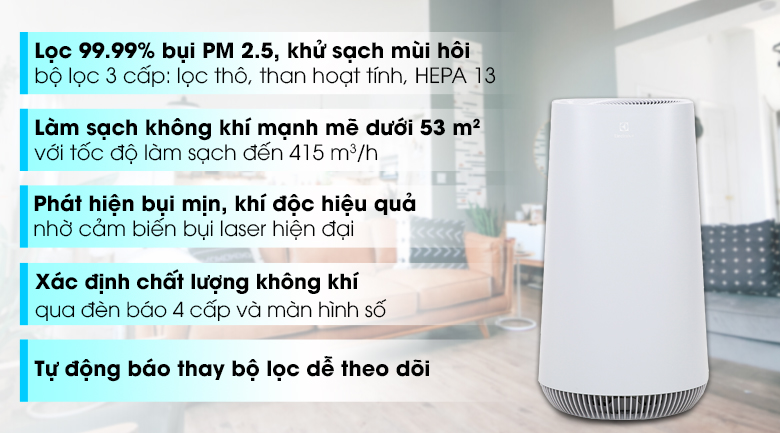 Lọc 99.99% bụi PM 2.5, khử sạch mùi hôi
bộ lọc 3 cấp: lọc thô, than hoạt tính, HEPA 13
Làm sạch không khí mạnh mẽ dưới 53 m²
với tốc độ làm sạch đến 415 m³/h
Phát hiện bụi mịn, khí độc hiệu quả
nhờ cảm biến bụi laser hiện đại
Xác định chất lượng không khí
qua đèn báo 4 cấp và màn hình số
Tự động báo thay bộ lọc dễ theo dõi